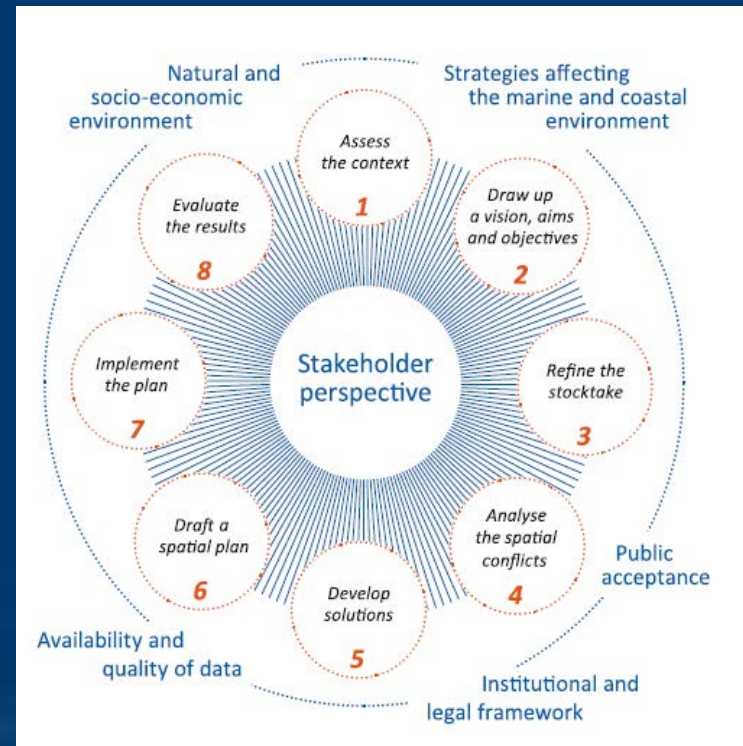 Natural and
socio-economic
environment
Strategies affecting
the marine and coastal
environment
Assess
the context
1
Draw up
a vision, aims
and objectives
2
Refine the
stocktake
3
Analyse
the spatial
conflicts
4
Develop
solutions
5
Draft a
spatial plan
6
Implement
the plan
7
Evaluate
the results
8
Stakeholder
perspective
Public
acceptance
Institutional and
legal framework
Availability and
quality of data